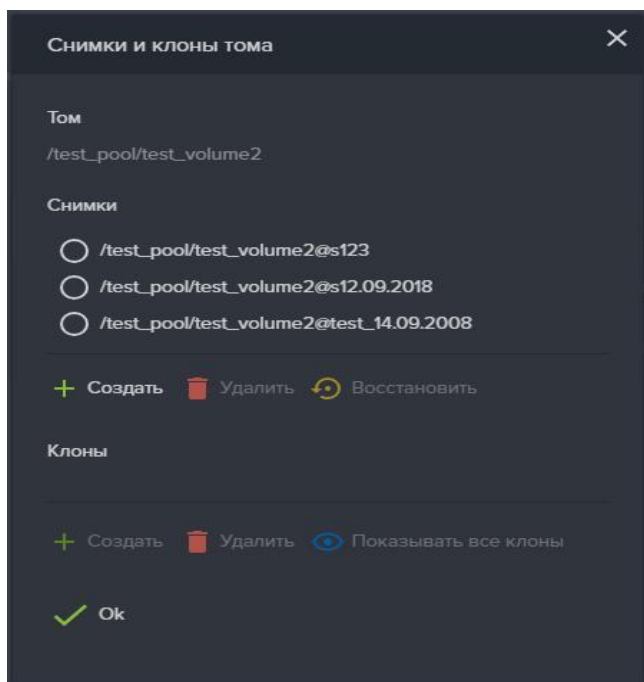 Снимки и клоны тома
Том
/test_pool/test_volume2
Снимки
/test_pool/test_volume2@s123
/test_pool/test_volume2@s12.09.2018
/test_pool/test_volume2@test_14.09.2008
Создать Удалить Восстановить
Клоны
Создать Удалить Показывать все клоны
Ok